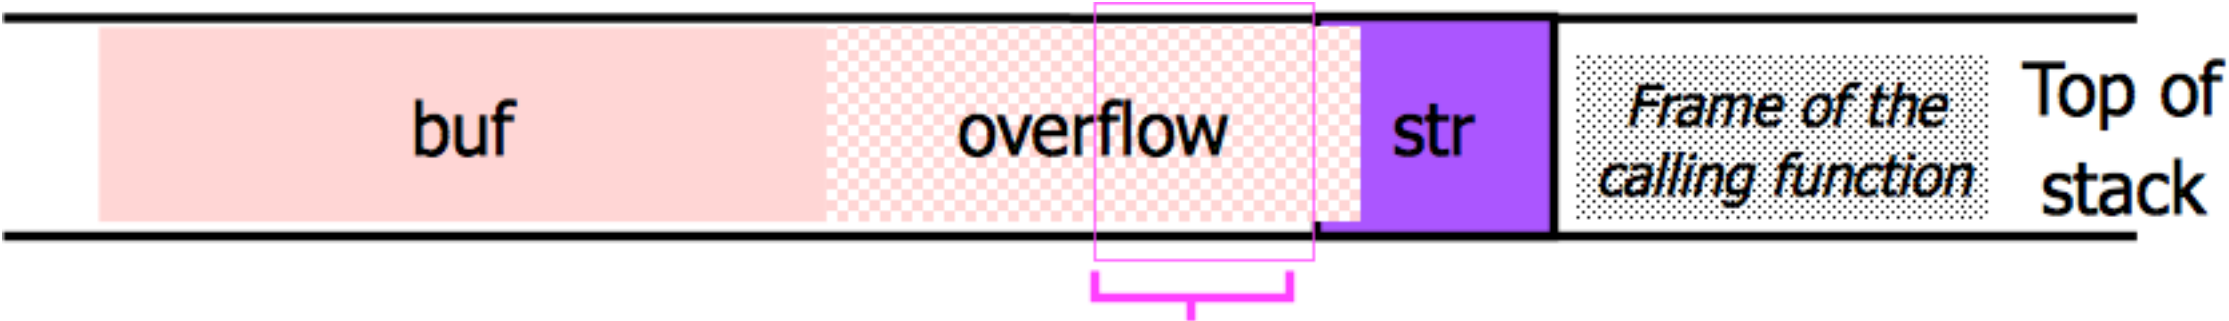 buf
overflow
str
Frame of the
calling function
Top of
stack